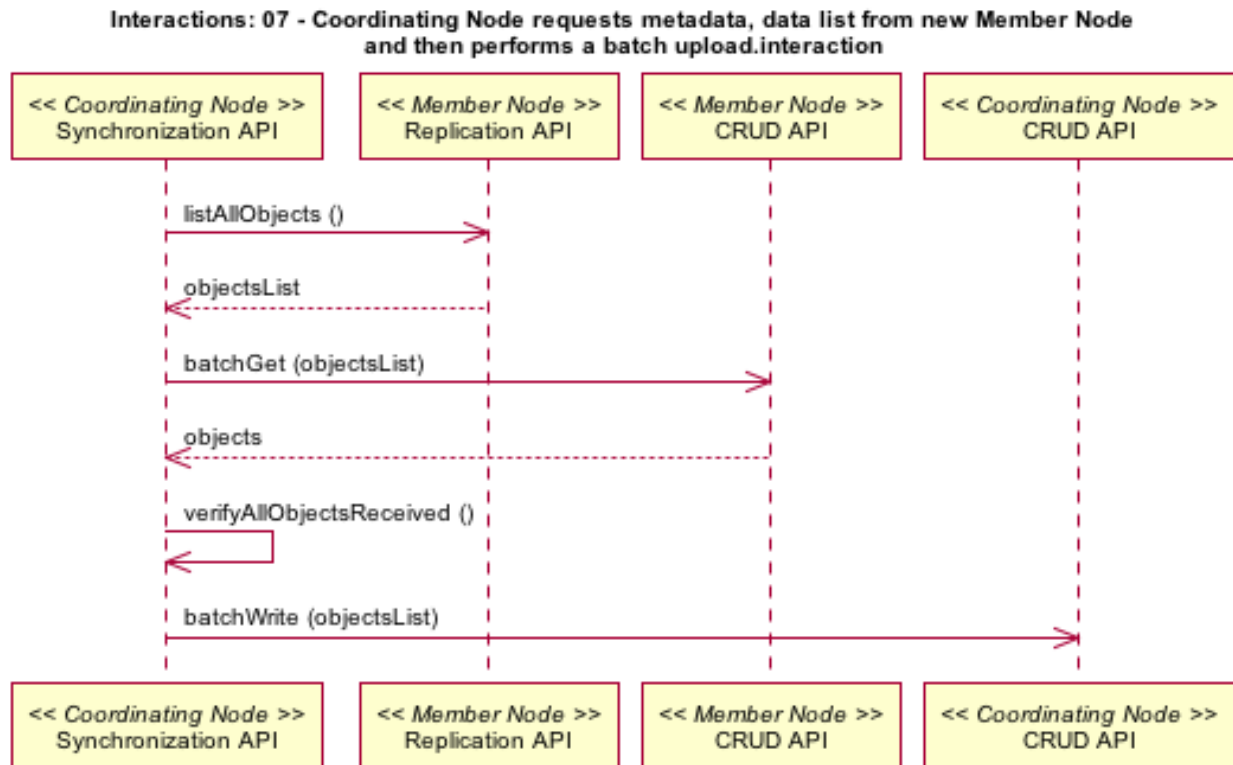 Interactions: 07 - Coordinating Node requests metadata, data list from new Member Node
and then performs a batch upload.interaction
<< Coordinating Node >>
Synchronization API
<< Member Node >>
Replication API
<< Member Node >>
CRUD API
<< Coordinating Node >>
CRUD API
listAllObjects ()
objectsList
batchGet (objectsList)
objects
verifyAllObjectsReceived ()
batchWrite (objectsList)
<< Coordinating Node >>
Synchronization API
<< Member Node >>
Replication API
<< Member Node >>
CRUD API
<< Coordinating Node >>
CRUD API